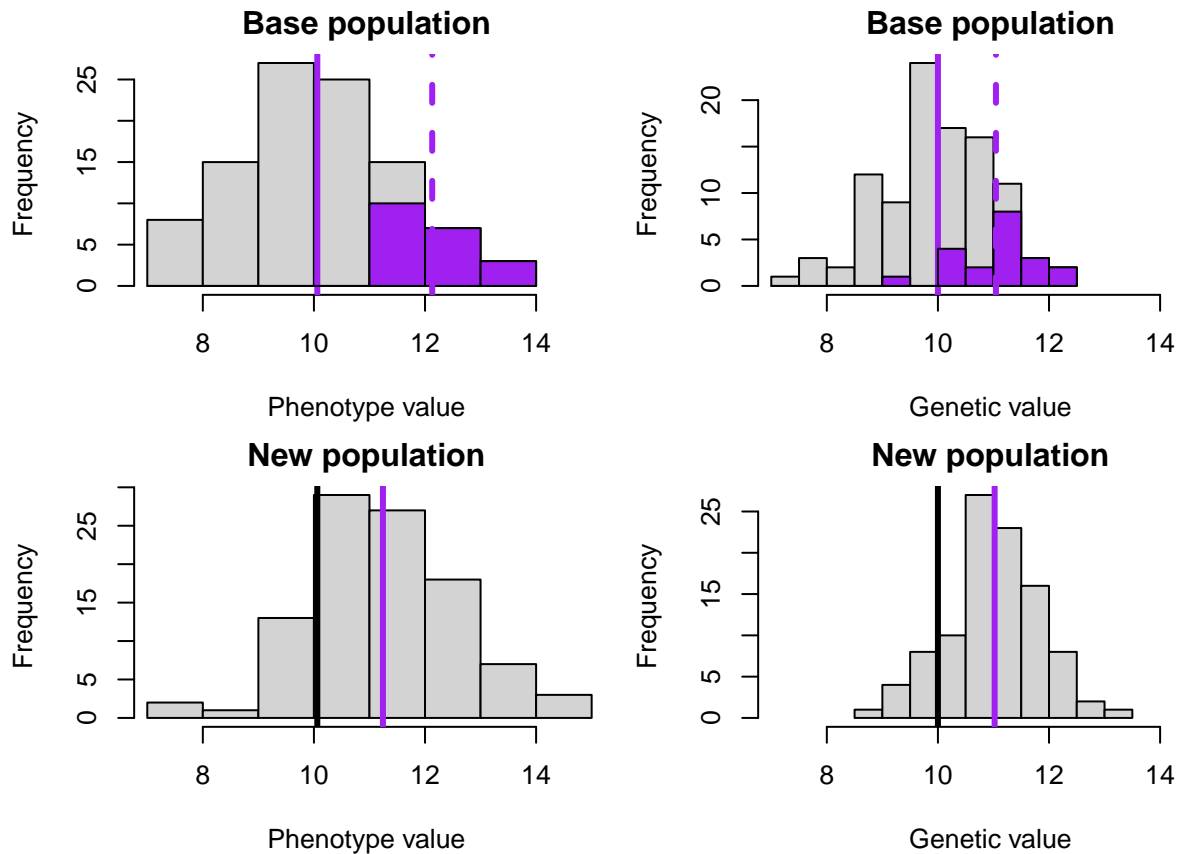 Base population
Frequency
0 5 15 25
8 10 12 14
Phenotype value
Base population
Frequency
0 5 10 20
8 10 12 14
Genetic value
New population
Frequency
0 5 15 25
8 10 12 14
Phenotype value
New population
Frequency
0 5 15 25
8 10 12 14
Genetic value